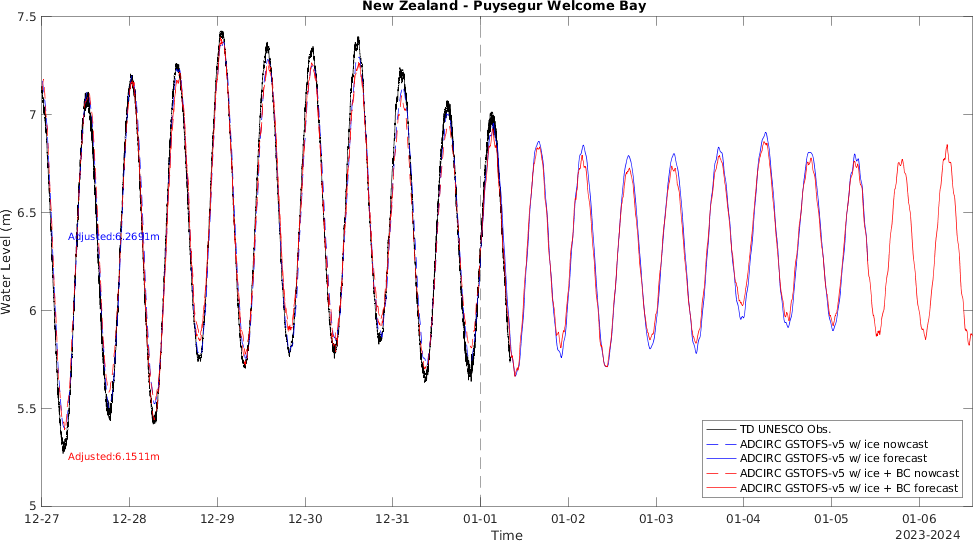 New Zealand - Puysegur Welcome Bay
7.5
7
6.5
6
5.5
5
Water Level (m)
Adjusted:6.2691m
Adjusted:6.1511m
TD UNESCO Obs.
ADCIRC GSTOFS-v5 w/ ice nowcast
ADCIRC GSTOFS-v5 w/ ice forecast
ADCIRC GSTOFS-v5 w/ ice + BC nowcast
ADCIRC GSTOFS-v5 w/ ice + BC forecast
12-27 12-28 12-29 12-30 12-31 01-01 01-02 01-03 01-04 01-05 01-06
Time
2023-2024